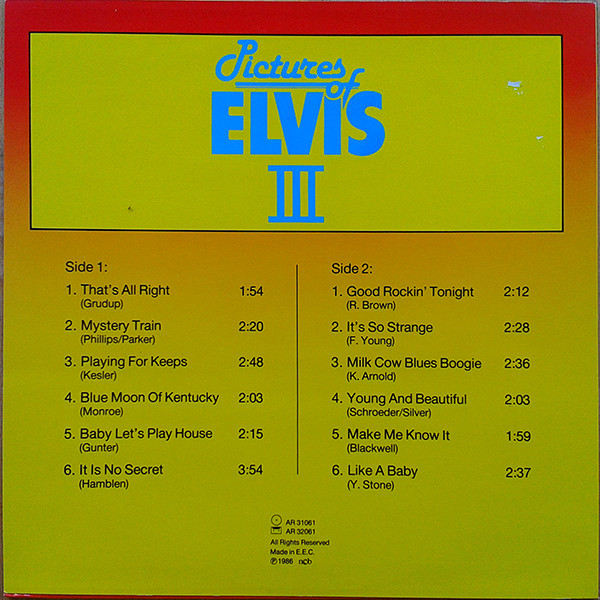 Pictures of
ELVIS
III
Side 1:
1. That's All Right 1:54
(Grudup)
2. Mystery Train 2:20
(Phillips/Parker)
3. Playing For Keeps 2:48
(Kesler)
4. Blue Moon Of Kentucky 2:03
(Monroe)
5. Baby Let's Play House 2:15
(Gunter)
6. It Is No Secret 3:54
(Hamblen)
Side 2:
1. Good Rockin' Tonight 2:12
(R. Brown)
2. It's So Strange 2:28
(F. Young)
3. Milk Cow Blues Boogie 2:36
(K. Arnold)
4. Young And Beautiful 2:03
(Schroeder/Silver)
5. Make Me Know It 1:59
(Blackwell)
6. Like A Baby 2:37
(Y. Stone)
AR 31061
AR 32061
All Rights Reserved
Made in E.E.C.
℗1986 ncb